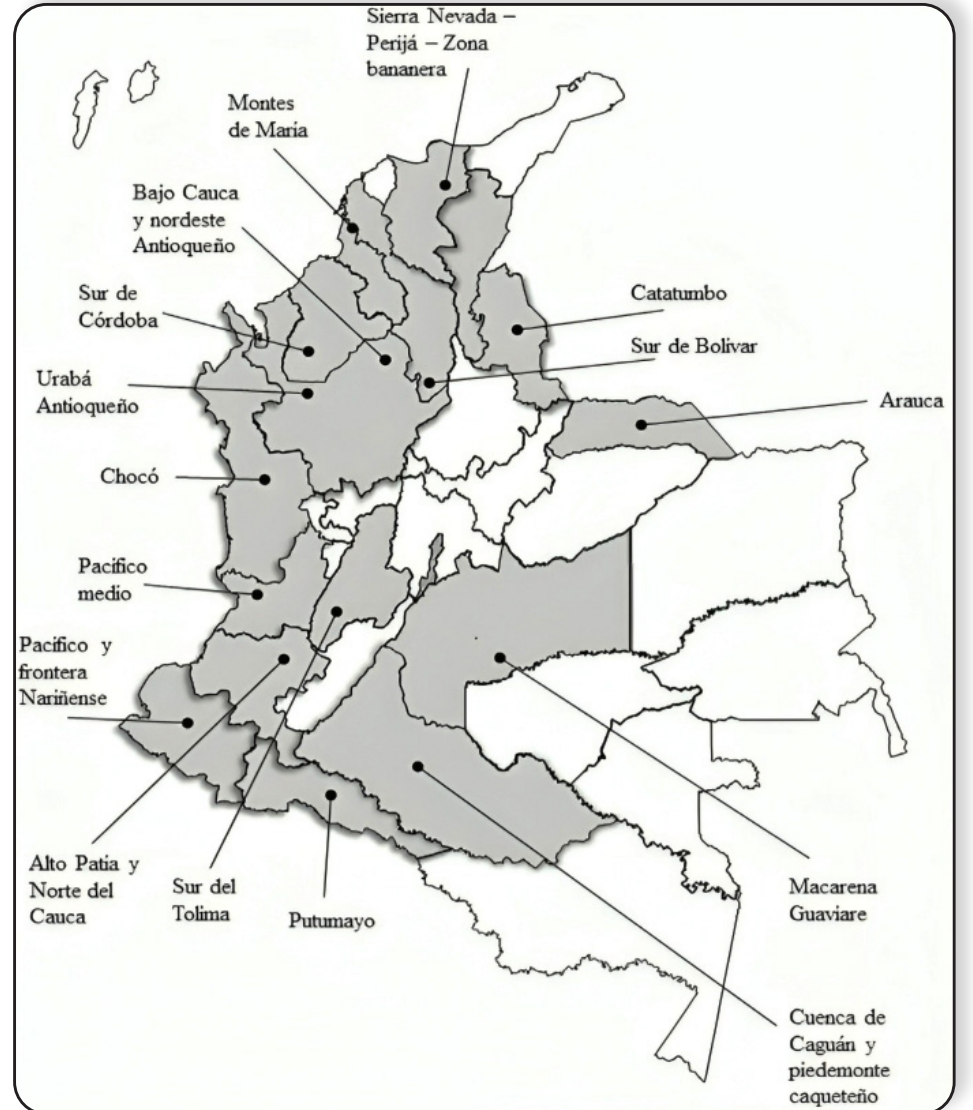 Sierra Nevada –
Perijá – Zona
bananera
Montes
de María
Bajo Cauca
y nordeste
Antioqueño
Sur de
Córdoba
Catatumbo
Sur de Bolivar
Urabá
Antioqueño
Arauca
Chocó
Pacifico
medio
Pacífico y
frontera
Nariñense
Alto Patia y
Norte del
Cauca
Sur del
Tolima
Putumayo
Macarena
Guaviare
Cuenca de
Caguán y
piedemonte
caqueteño